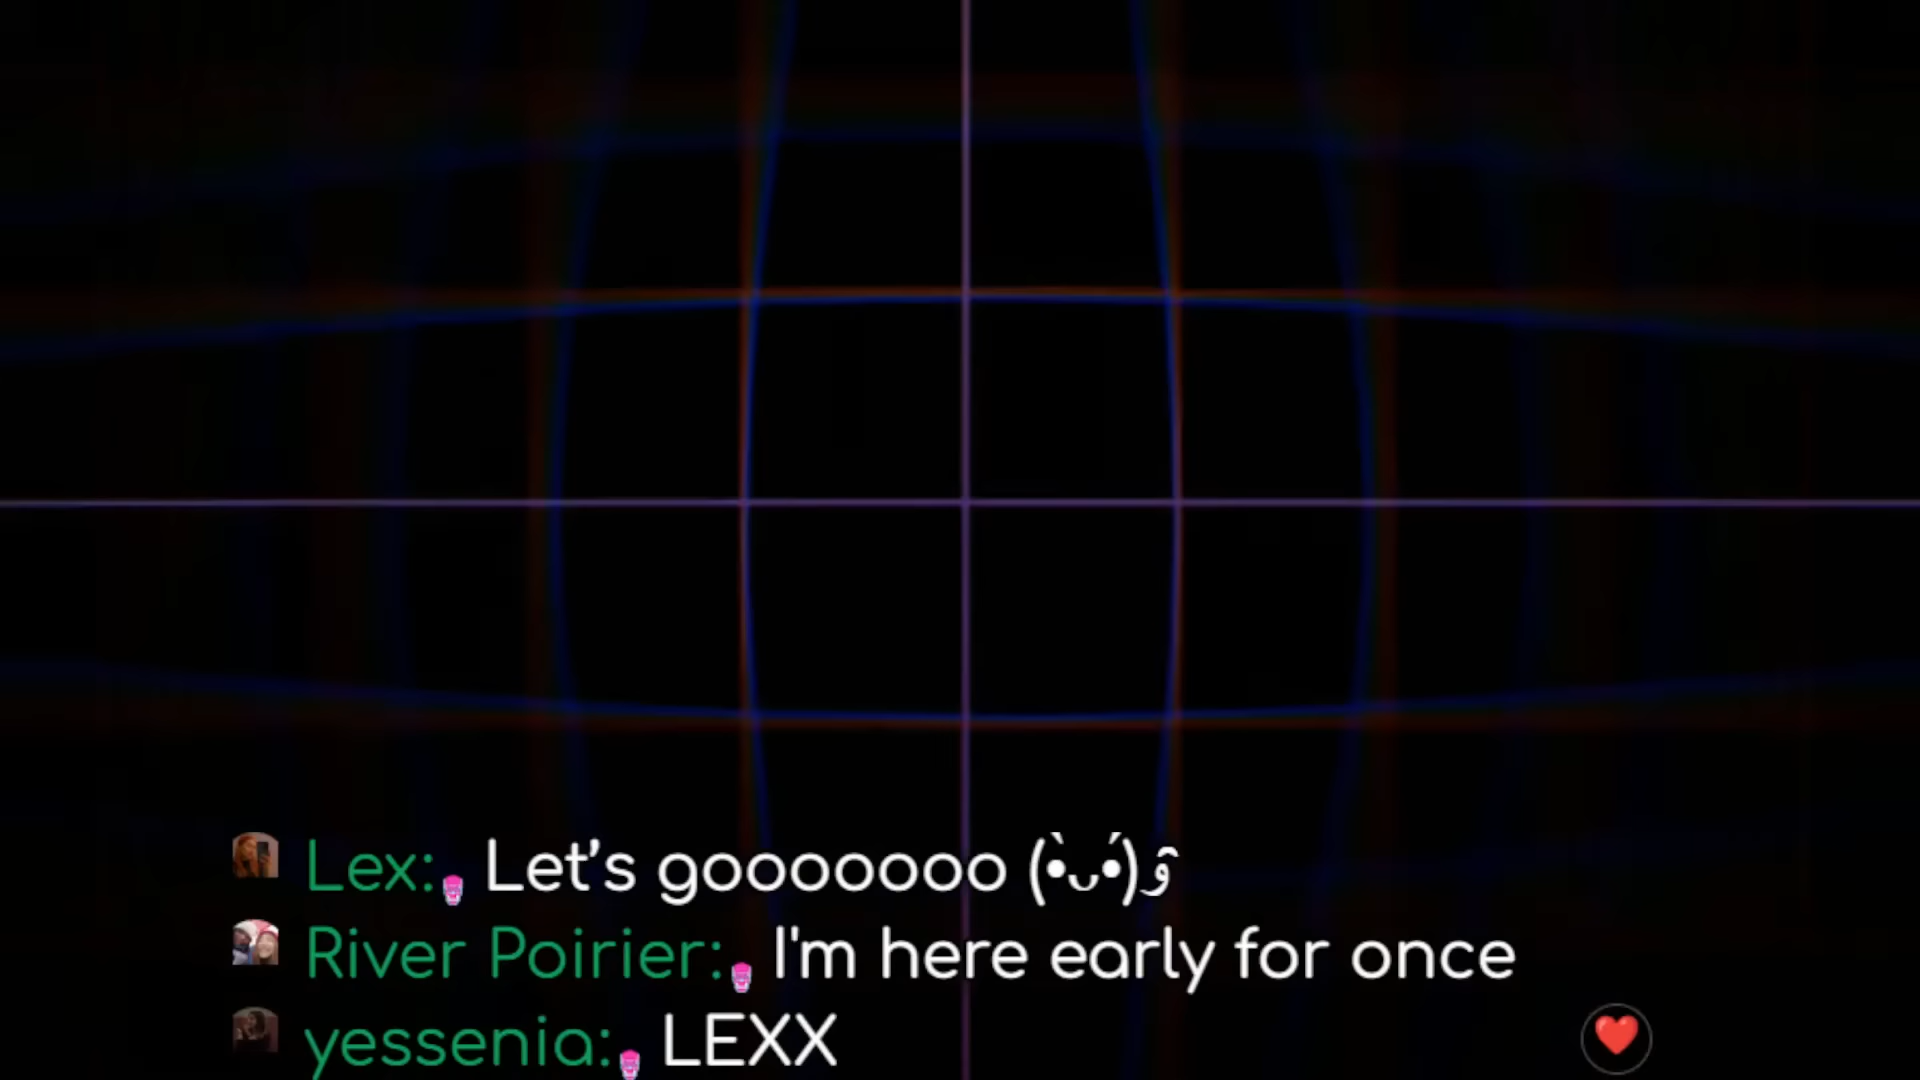 Lex: Let’s gooooooo (•̀ᴗ•́)و ̑̑
River Poirier: I'm here early for once
yessenia: LEXX